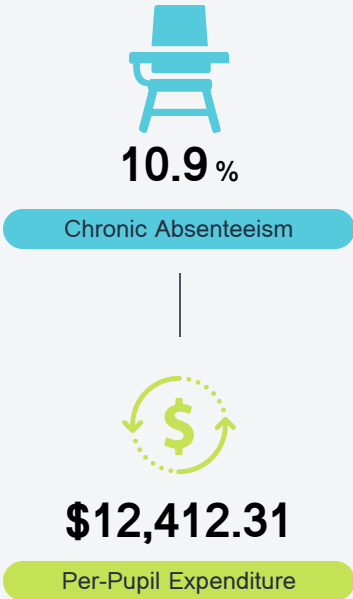 10.9 %
Chronic Absenteeism
$
$12,412.31
Per-Pupil Expenditure